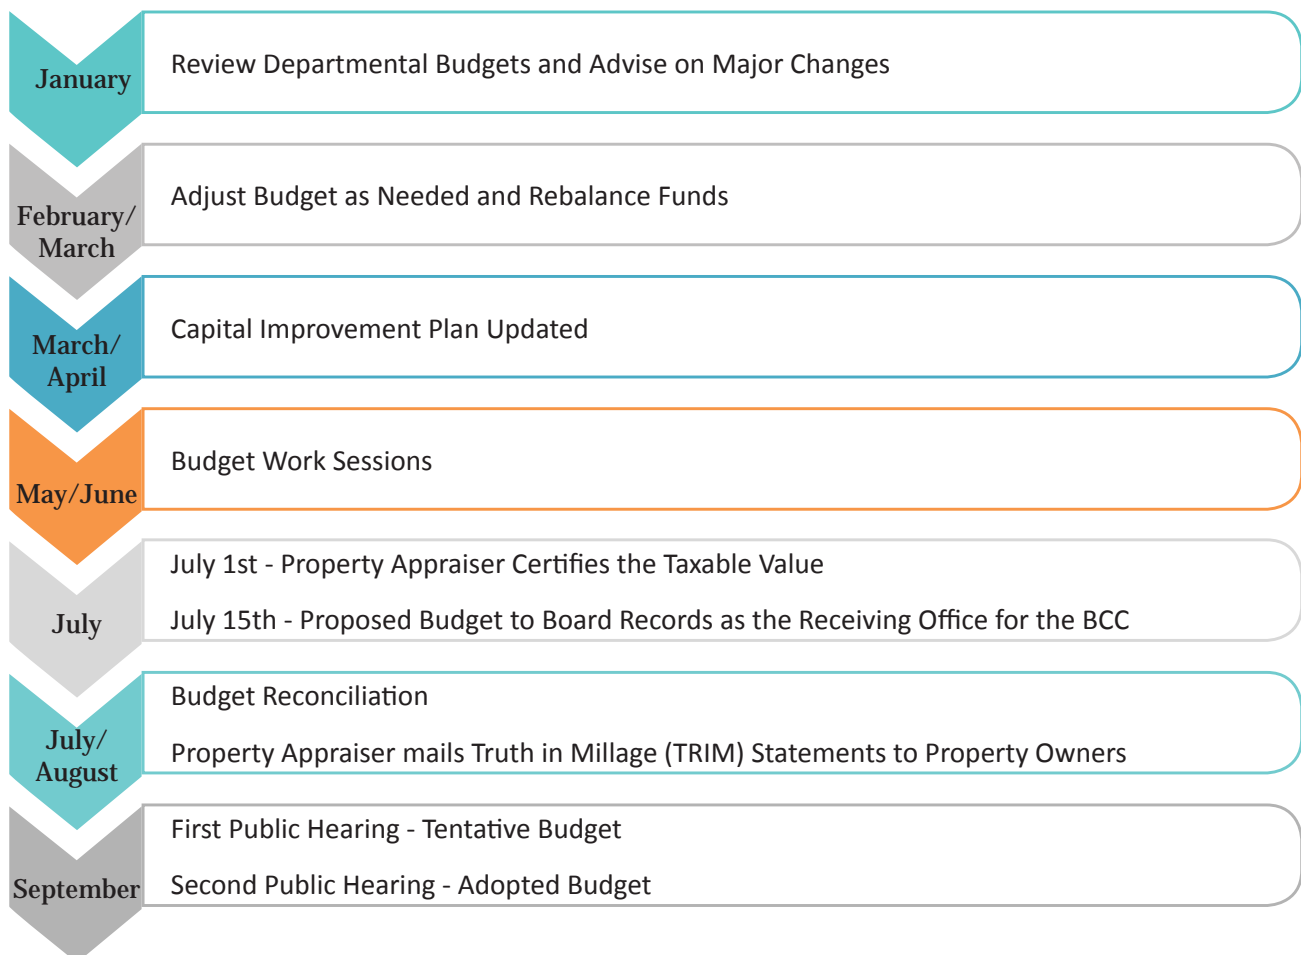 January
Review Departmental Budgets and Advise on Major Changes
February/
March
Adjust Budget as Needed and Rebalance Funds
March/
April
Capital Improvement Plan Updated
May/June
Budget Work Sessions
July
July 1st - Property Appraiser Certifies the Taxable Value
July 15th - Proposed Budget to Board Records as the Receiving Office for the BCC
July/
August
Budget Reconciliation
Property Appraiser mails Truth in Millage (TRIM) Statements to Property Owners
September
First Public Hearing - Tentative Budget
Second Public Hearing - Adopted Budget